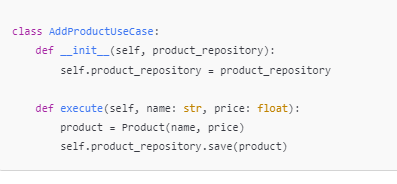 class AddProductUseCase:
    def __init__(self, product_repository):
        self.product_repository = product_repository

    def execute(self, name: str, price: float):
        product = Product(name, price)
        self.product_repository.save(product)